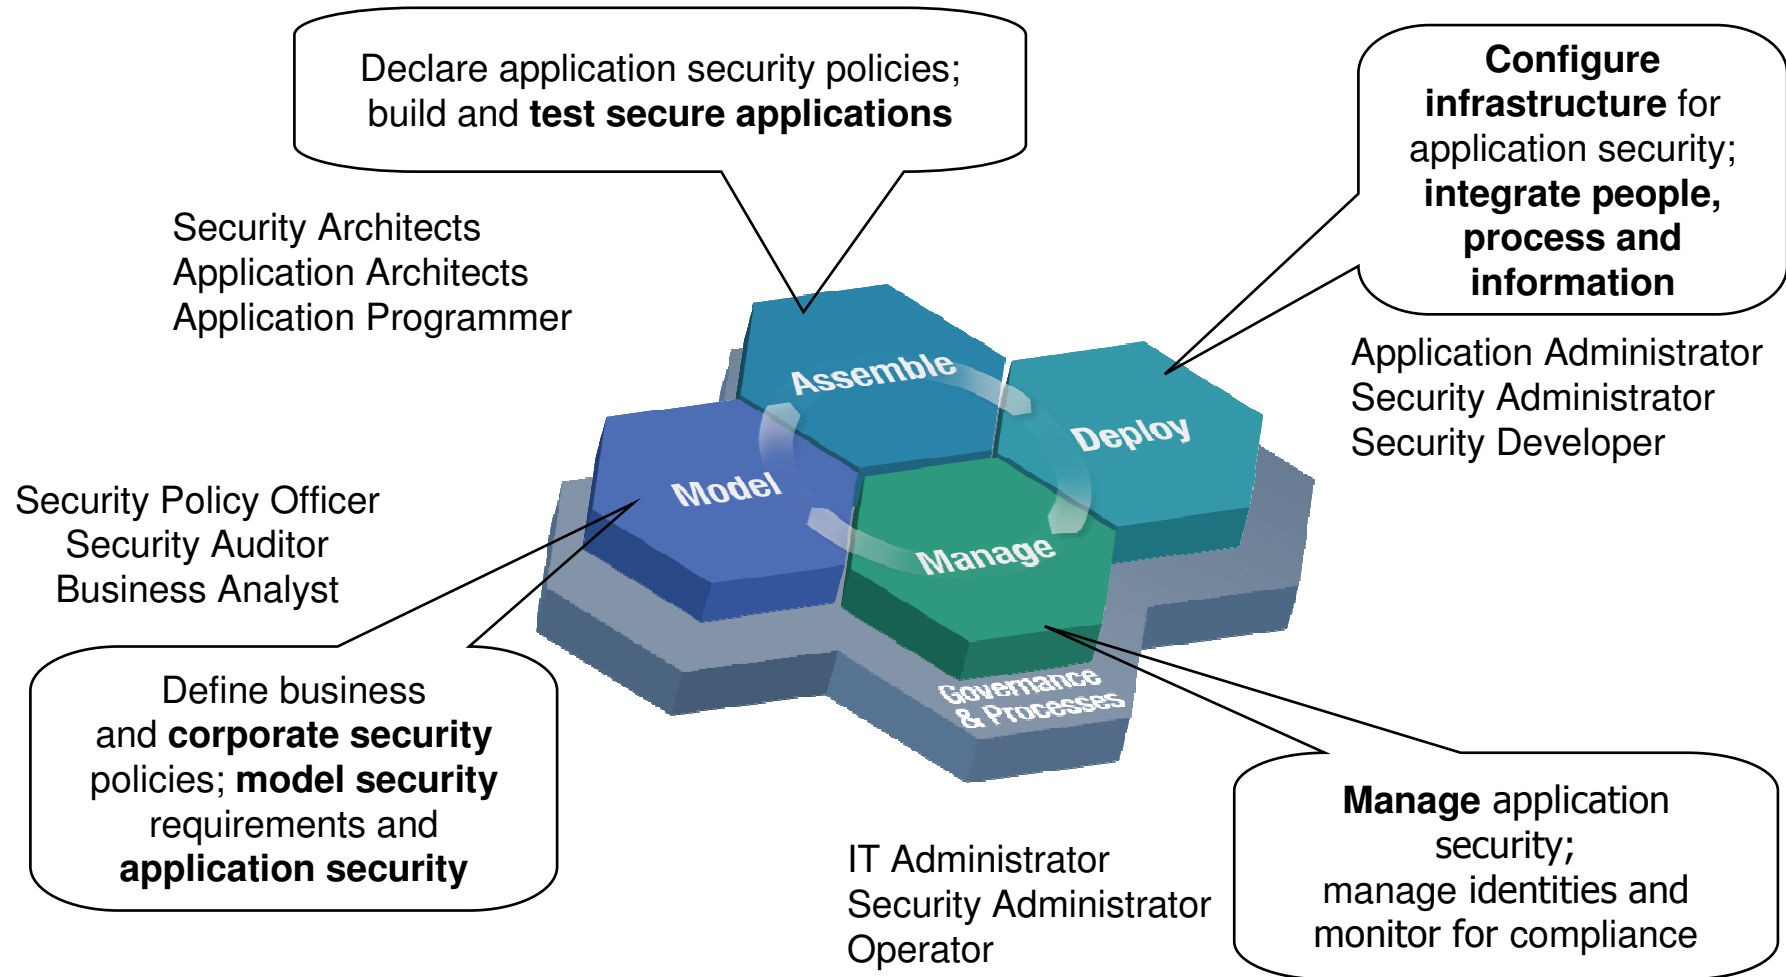 Declare application security policies;
build and test secure applications
Configure
infrastructure for
application security;
integrate people,
process and
information
Security Architects
Application Architects
Application Programmer
Application Administrator
Security Administrator
Security Developer
Assemble
Deploy
Model
Manage
Governance
& Processes
Security Policy Officer
Security Auditor
Business Analyst
Define business
and corporate security
policies; model security
requirements and
application security
IT Administrator
Security Administrator
Operator
Manage application
security;
manage identities and
monitor for compliance